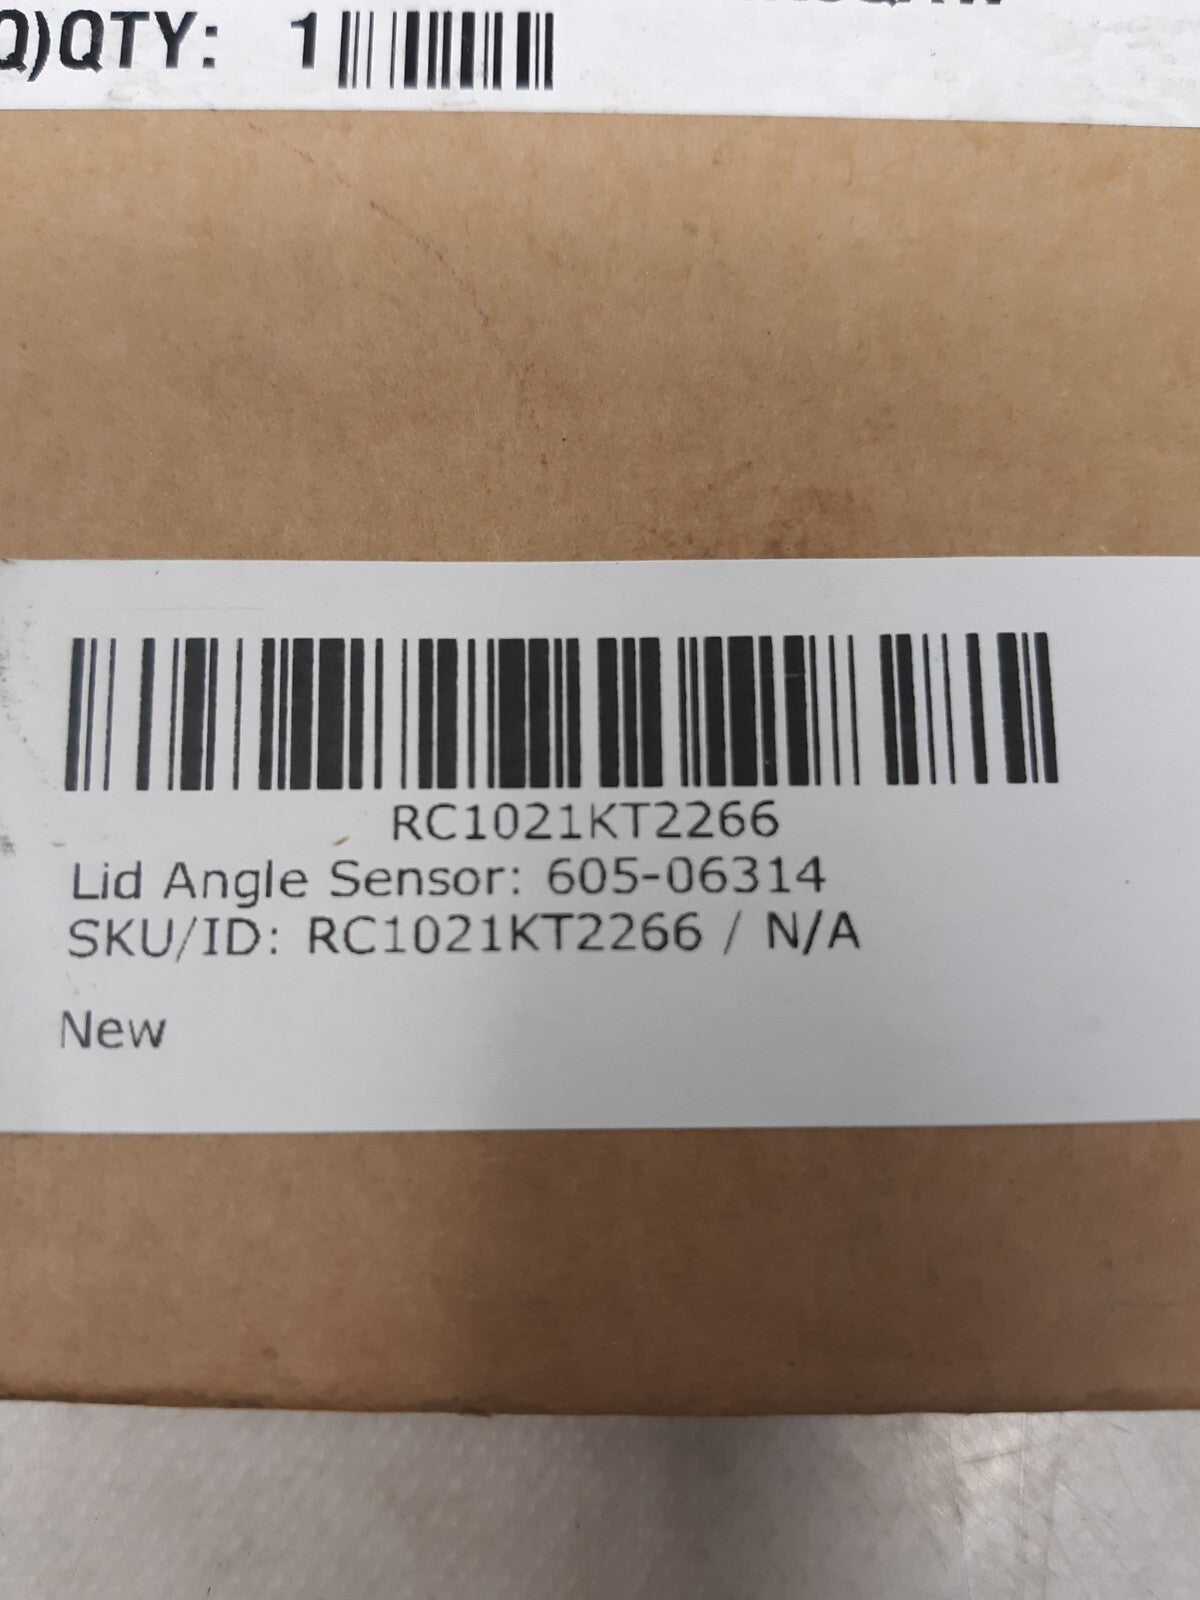 Q)QTY: 1
RC1021KT2266
Lid Angle Sensor: 605-06314
SKU/ID: RC1021KT2266 / N/A
New